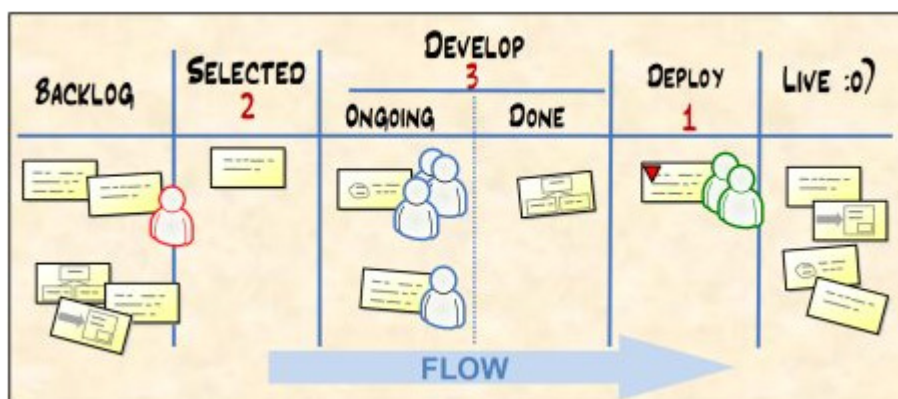 BACKLOG
SELECTED
2
DEVELOP
3
ONGOING
DONE
DEPLOY
1
LIVE :o)
FLOW